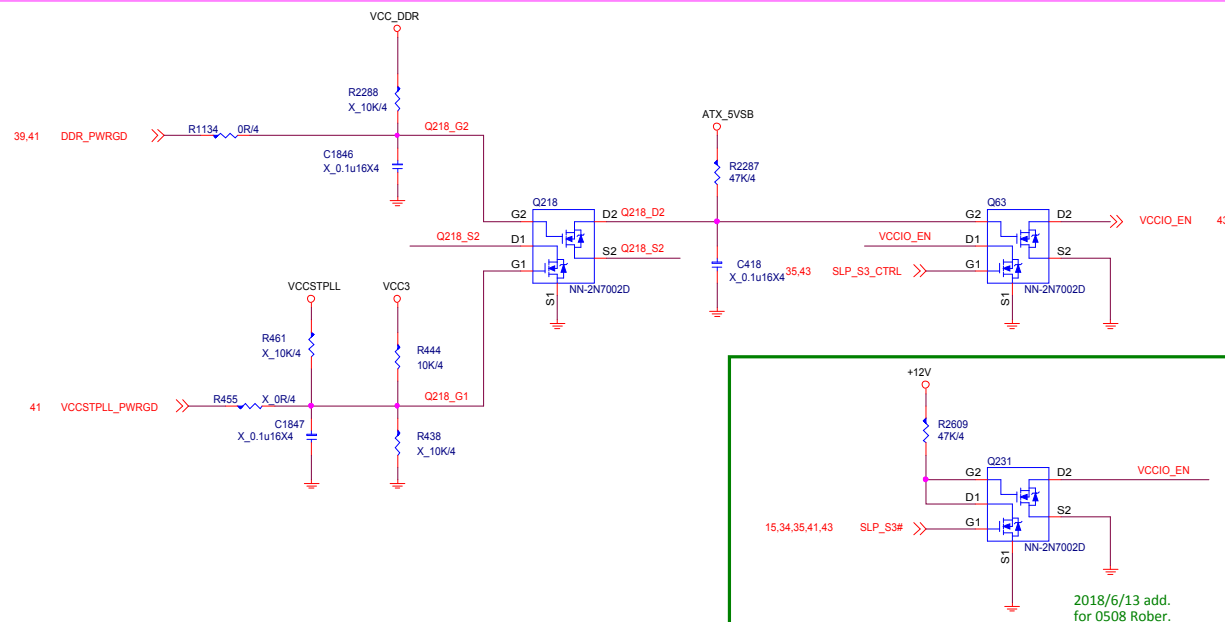 VCC_DDR
R2288
X_10K/4
39,41 DDR_PWRGD
R1134 0R/4
Q218_G2
C1846
X_0.1u16X4
ATX_5VSB
R2287
47K/4
Q218
G2
D2 Q218_D2
Q218_S2
D1
S2 Q218_S2
G1
NN-2N7002D
S1
C418
X_0.1u16X4
Q63
G2
D2
VCCIO_EN 43
VCCIO_EN
D1
S2
35,43 SLP_S3_CTRL
G1
NN-2N7002D
S1
VCCSTPLL
VCC3
R461
X_10K/4
R444
10K/4
41 VCCSTPLL_PWRGD
R455 X_0R/4
Q218_G1
C1847
X_0.1u16X4
R438
X_10K/4
+12V
R2609
47K/4
Q231
G2
D2
VCCIO_EN
D1
S2
15,34,35,41,43 SLP_S3#
G1
NN-2N7002D
S1
2018/6/13 add.
for 0508 Rober.